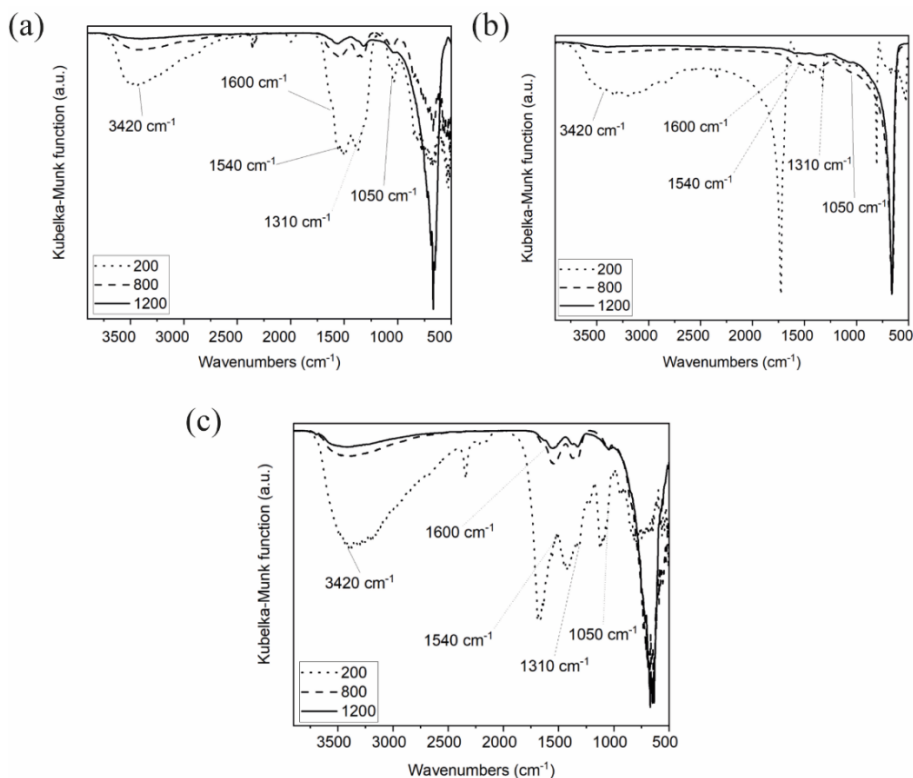 (a)
Kubelka-Munk function (a.u.)
3420 cm⁻¹
1600 cm⁻¹
1540 cm⁻¹
1310 cm⁻¹
1050 cm⁻¹
200
800
1200
3500 3000 2500 2000 1500 1000 500
Wavenumbers (cm⁻¹)
(b)
Kubelka-Munk function (a.u.)
3420 cm⁻¹
1600 cm⁻¹
1540 cm⁻¹
1310 cm⁻¹
1050 cm⁻¹
200
800
1200
3500 3000 2500 2000 1500 1000 500
Wavenumbers (cm⁻¹)
(c)
Kubelka-Munk function (a.u.)
3420 cm⁻¹
1600 cm⁻¹
1540 cm⁻¹
1310 cm⁻¹
1050 cm⁻¹
200
800
1200
3500 3000 2500 2000 1500 1000 500
Wavenumbers (cm⁻¹)